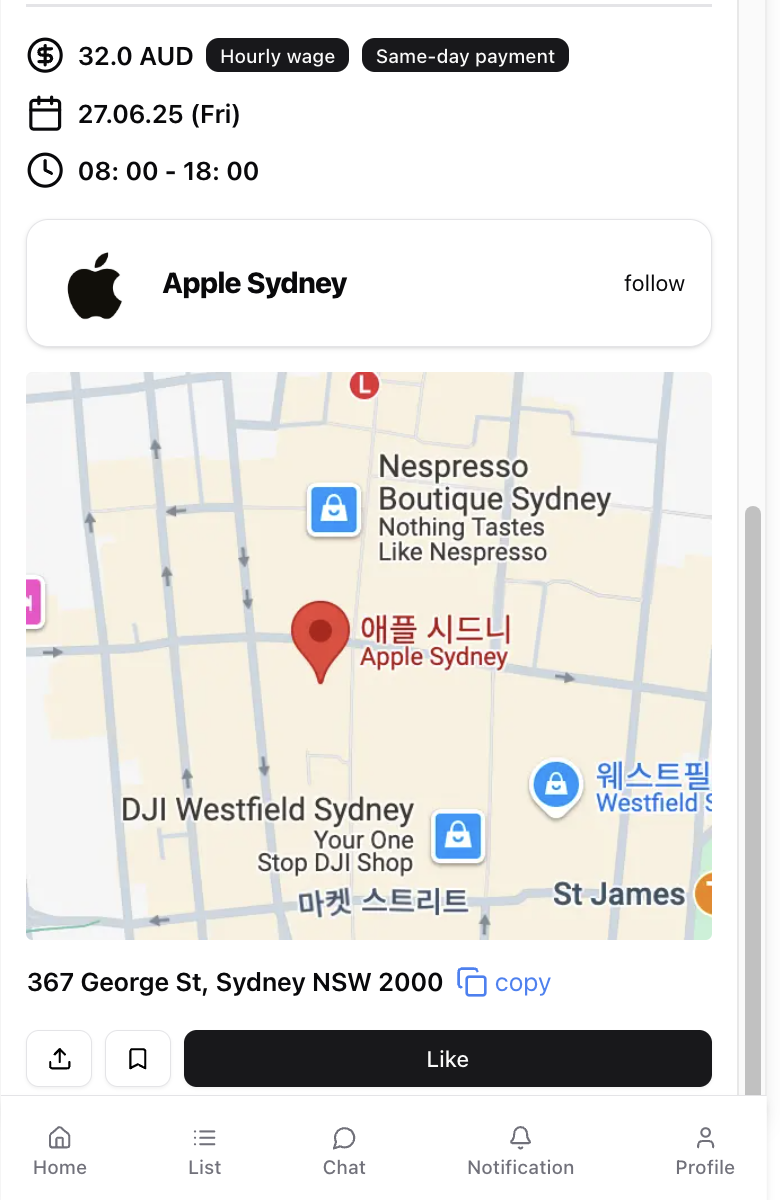 32.0 AUD Hourly wage Same-day payment
27.06.25 (Fri)
08: 00 - 18: 00
Apple Sydney follow
L
Nespresso
Boutique Sydney
Nothing Tastes
Like Nespresso
애플 시드니
Apple Sydney
웨스트필
Westfield S
DJI Westfield Sydney
Your One
Stop DJI Shop
St James
마켓 스트리트
367 George St, Sydney NSW 2000 copy
Like
Home List Chat Notification Profile